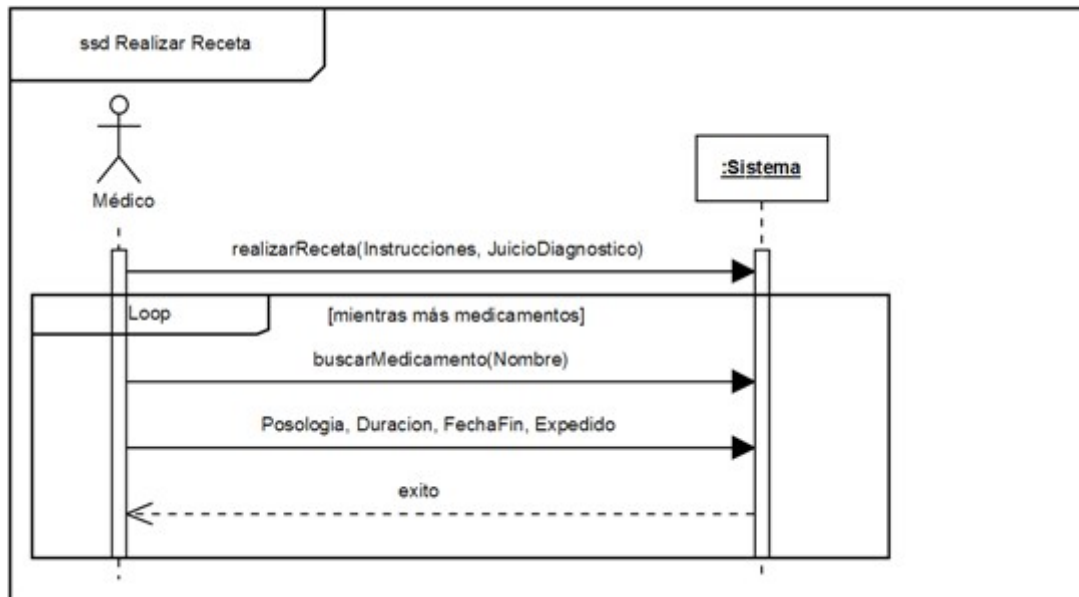 ssd Realizar Receta
Médico
:Sistema
realizarReceta(Instrucciones, JuicioDiagnostico)
Loop
[mientras más medicamentos]
buscarMedicamento(Nombre)
Posologia, Duracion, FechaFin, Expedido
exito